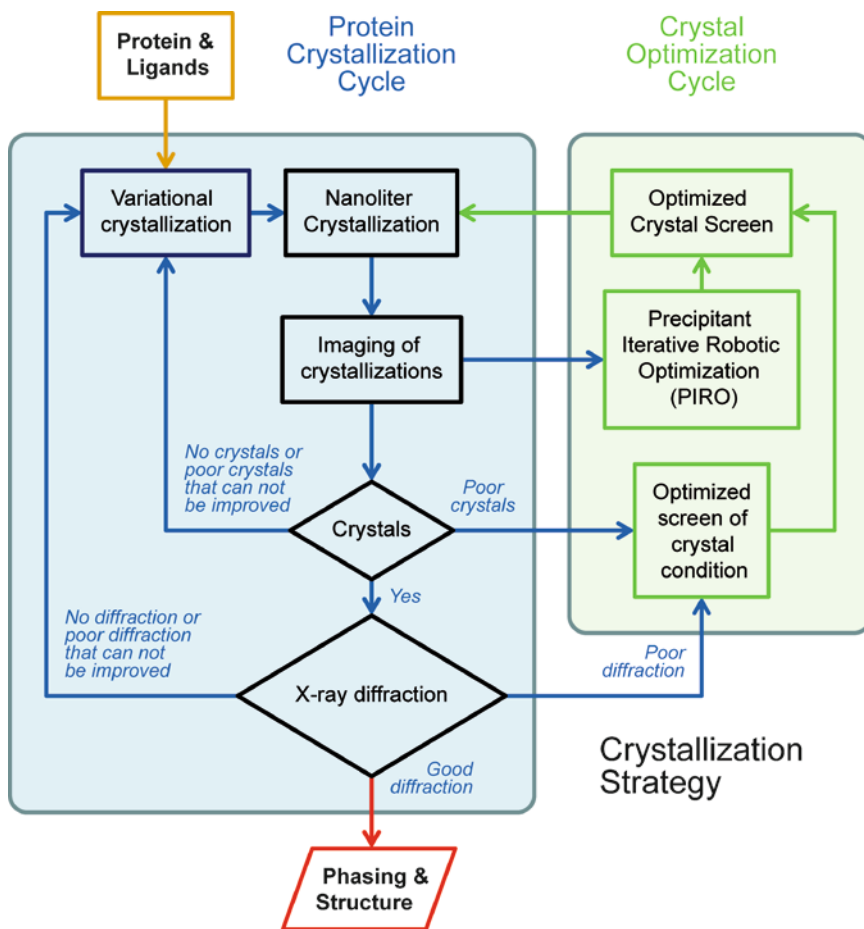 Protein &
Ligands
Protein
Crystallization
Cycle
Crystal
Optimization
Cycle
Variational
crystallization
Nanoliter
Crystallization
Optimized
Crystal Screen
Imaging of
crystallizations
Precipitant
Iterative Robotic
Optimization
(PIRO)
No crystals or
poor crystals
that can not
be improved
Poor
crystals
Crystals
Optimized
screen of
crystal
condition
Yes
No diffraction or
poor diffraction
that can not
be improved
Poor
diffraction
X-ray diffraction
Good
diffraction
Crystallization
Strategy
Phasing &
Structure